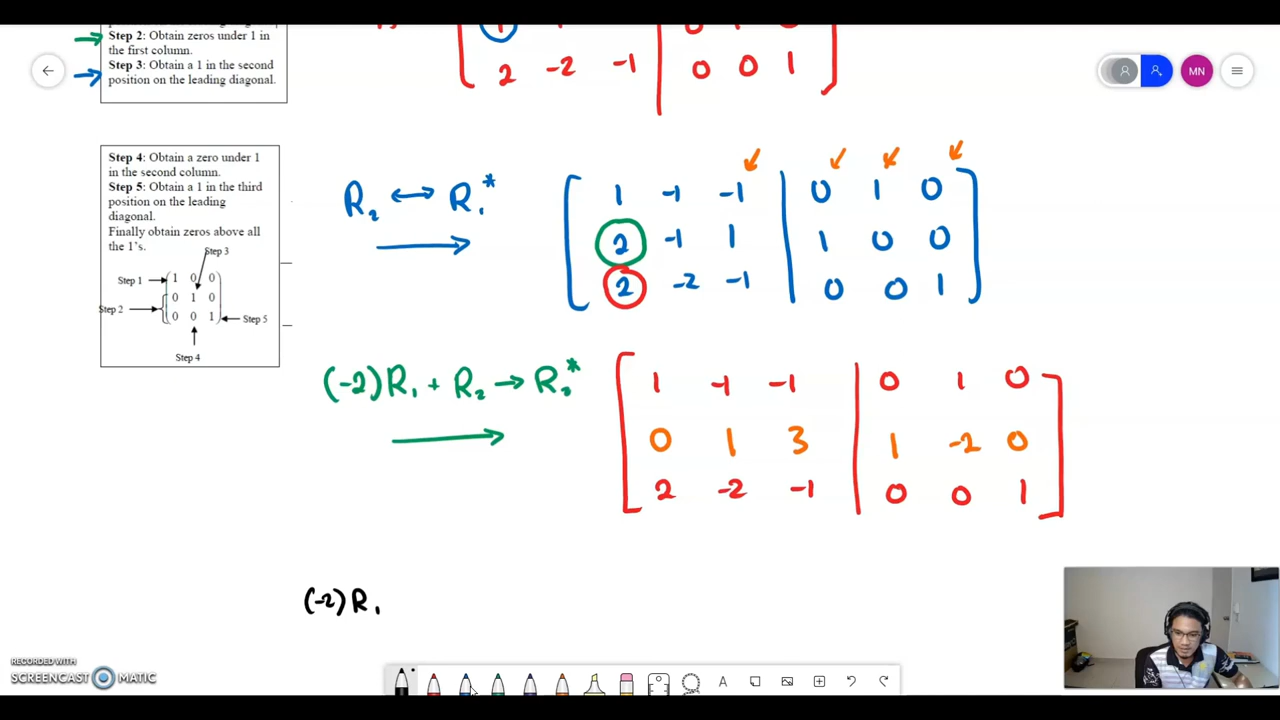 Step 2: Obtain zeros under 1 in
the first column.
Step 3: Obtain a 1 in the second
position on the leading diagonal.
2 -2 -1 0 0 1
MN
Step 4: Obtain a zero under 1
in the second column.
Step 5: Obtain a 1 in the third
position on the leading
diagonal.
Finally obtain zeros above all
the 1's.
Step 3
Step 1 1 0 0
Step 2 0 1 0
0 0 1 Step 5
Step 4
R₂ ↔ R₁*
1 -1 -1 0 1 0
2 -1 1 1 0 0
2 -2 -1 0 0 1
(-2)R₁ + R₂ → R₂*
1 -1 -1 0 1 0
0 1 3 1 -2 0
2 -2 -1 0 0 1
(-2)R₁
RECORDED WITH
SCREENCAST MATIC
A